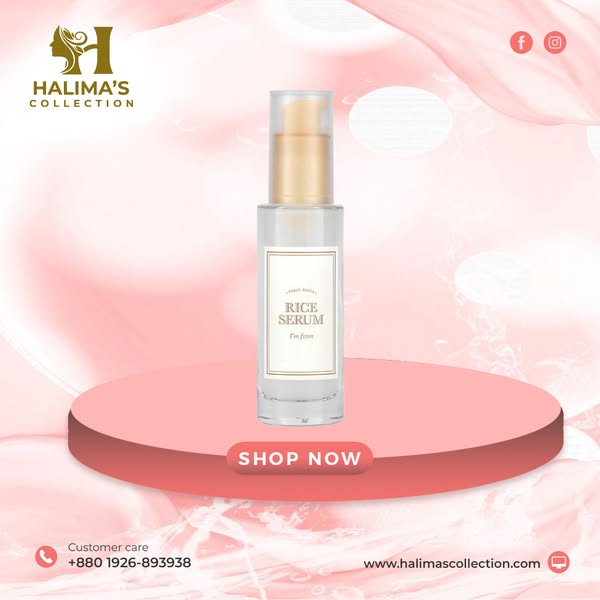 HALIMA'S
COLLECTION
RICE
SERUM
I'm from
SHOP NOW
Customer care
+880 1926-893938
www.halimascollection.com